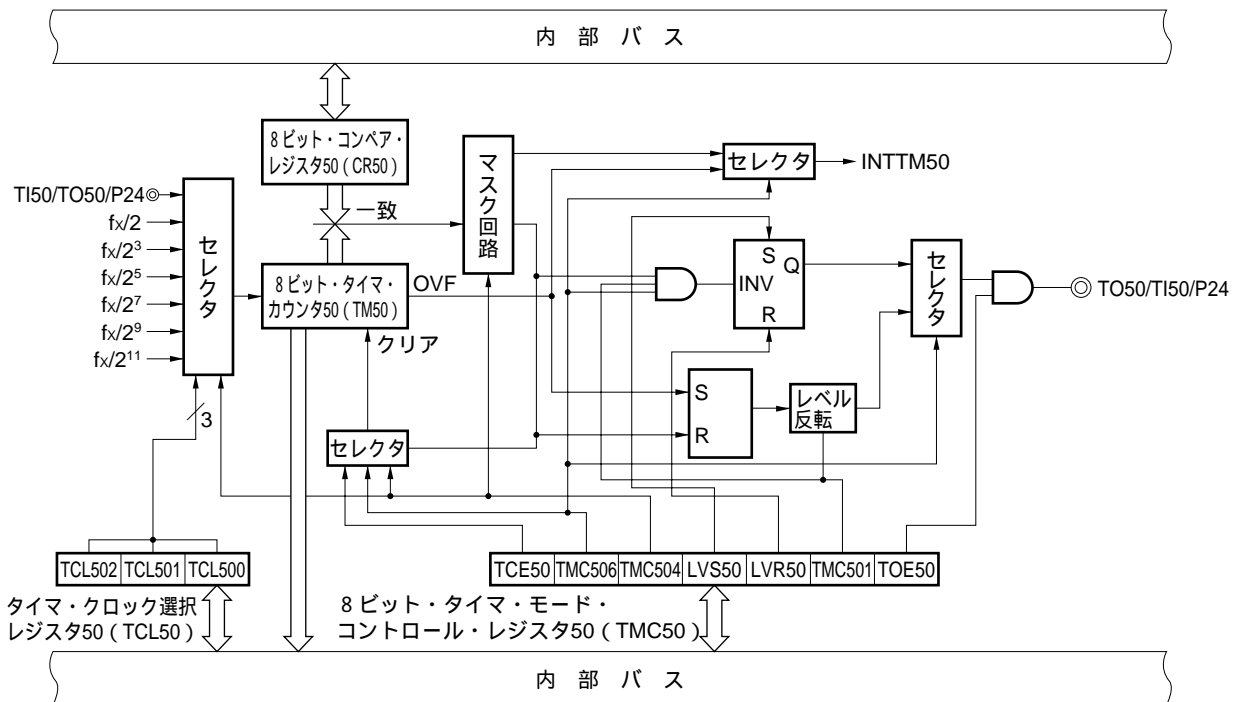 内部バス
8ビット・コンペア・
レジスタ50（CR50）
マスク回路
セレクタ
INTTM50
TI50/TO50/P24
fx/2
fx/2³
fx/2⁵
fx/2⁷
fx/2⁹
fx/2¹¹
セレクタ
一致
8ビット・タイマ・
カウンタ50（TM50）
OVF
クリア
S
Q
INV
R
セレクタ
TO50/TI50/P24
S
R
レベル
反転
3
セレクタ
TCL502 TCL501 TCL500
TCE50 TMC506 TMC504 LVS50 LVR50 TMC501 TOE50
タイマ・クロック選択
レジスタ50（TCL50）
8ビット・タイマ・モード・
コントロール・レジスタ50（TMC50）
内部バス